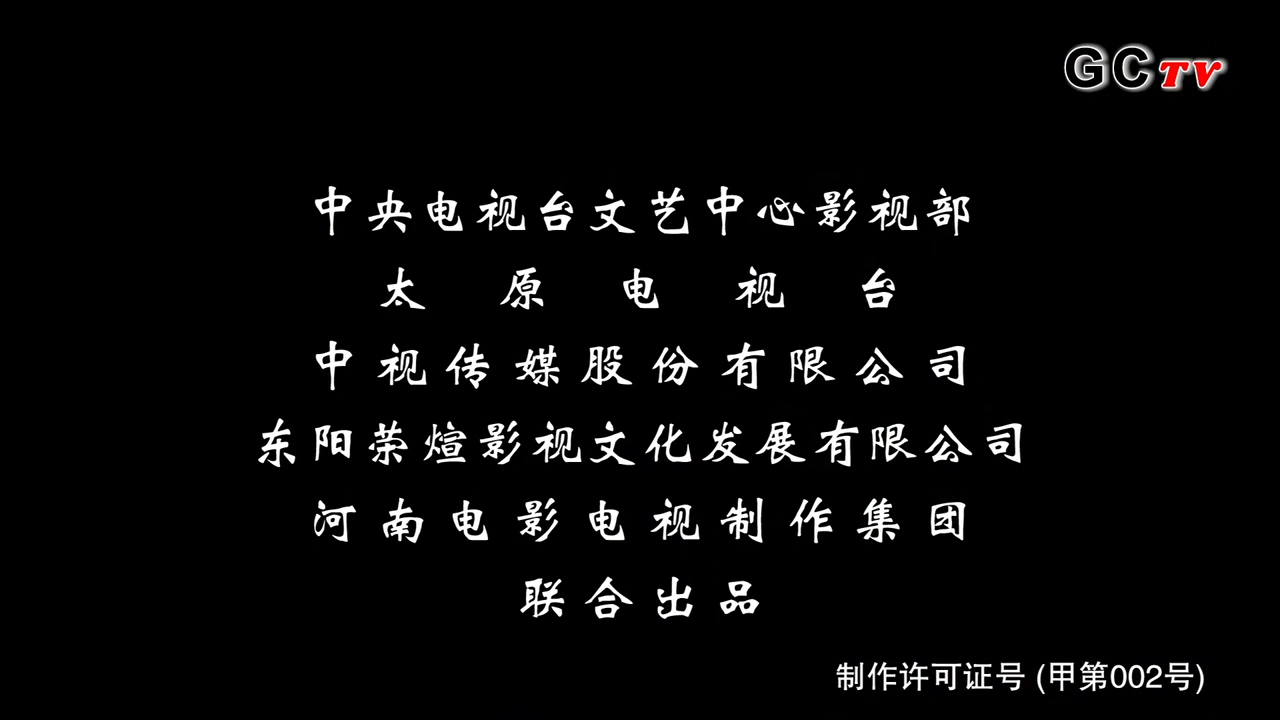 GCTV
中央电视台文艺中心影视部
太原电视台
中视传媒股份有限公司
东阳荣煊影视文化发展有限公司
河南电影电视制作集团
联合出品
制作许可证号 (甲第002号)